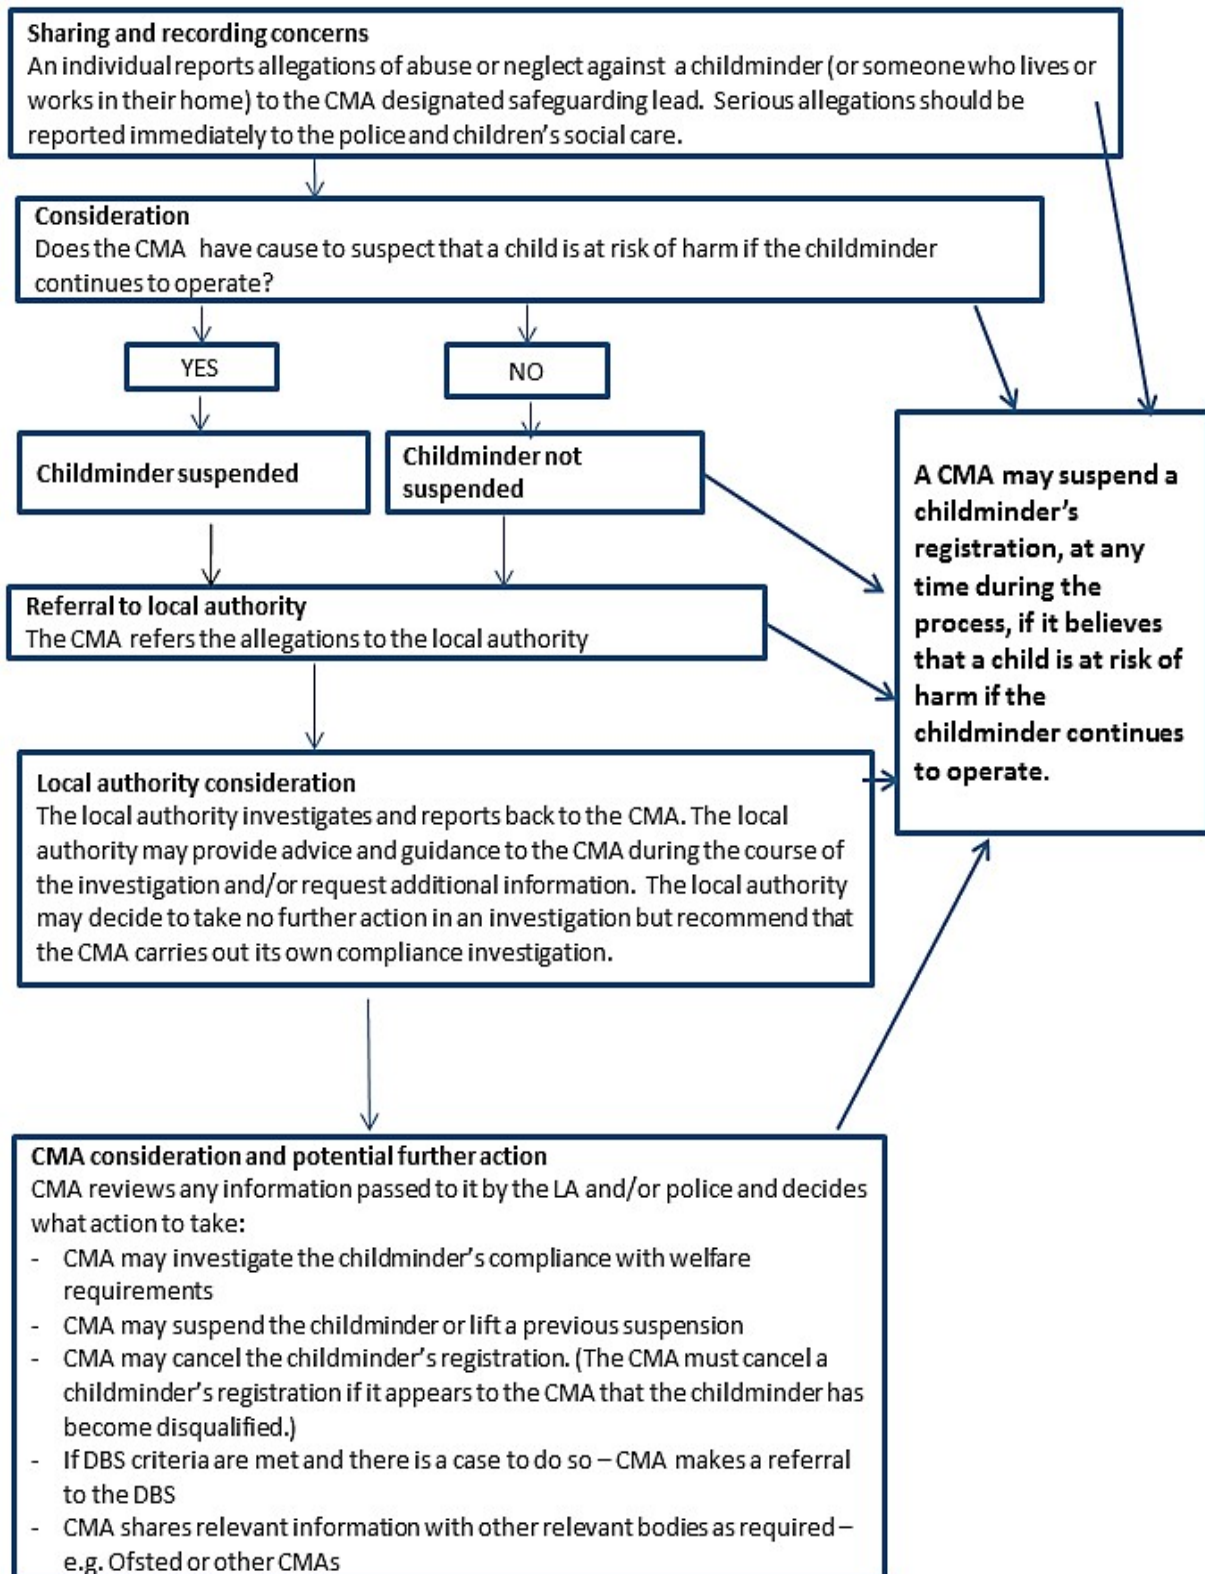 Sharing and recording concerns
An individual reports allegations of abuse or neglect against a childminder (or someone who lives or
works in their home) to the CMA designated safeguarding lead. Serious allegations should be
reported immediately to the police and children's social care.
Consideration
Does the CMA have cause to suspect that a child is at risk of harm if the childminder
continues to operate?
YES
NO
Childminder suspended
Childminder not
suspended
A CMA may suspend a
childminder's
registration, at any
time during the
process, if it believes
that a child is at risk of
harm if the
childminder continues
to operate.
Referral to local authority
The CMA refers the allegations to the local authority
Local authority consideration
The local authority investigates and reports back to the CMA. The local
authority may provide advice and guidance to the CMA during the course of
the investigation and/or request additional information. The local authority
may decide to take no further action in an investigation but recommend that
the CMA carries out its own compliance investigation.
CMA consideration and potential further action
CMA reviews any information passed to it by the LA and/or police and decides
what action to take:
- CMA may investigate the childminder's compliance with welfare
requirements
- CMA may suspend the childminder or lift a previous suspension
- CMA may cancel the childminder's registration. (The CMA must cancel a
childminder's registration if it appears to the CMA that the childminder has
become disqualified.)
- If DBS criteria are met and there is a case to do so – CMA makes a referral
to the DBS
- CMA shares relevant information with other relevant bodies as required –
e.g. Ofsted or other CMAs